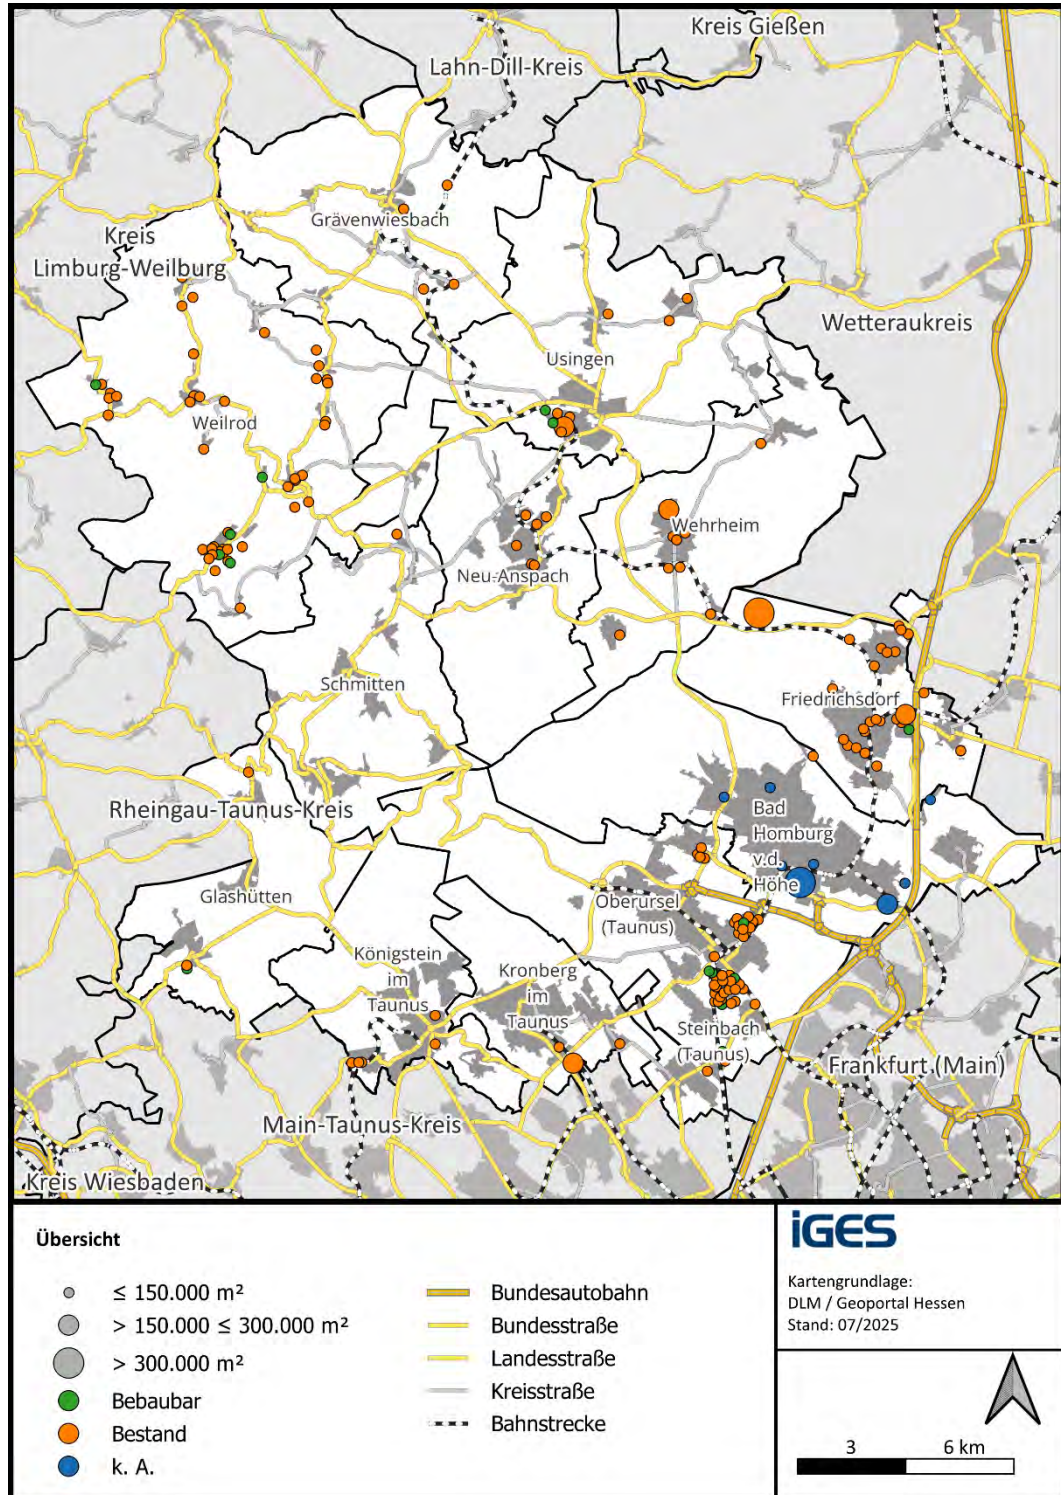 Kreis Gießen
Lahn-Dill-Kreis
Grävenwiesbach
Kreis
Limburg-Weilburg
Wetteraukreis
Usingen
Weilrod
Wehrheim
Neu-Anspach
Schmitten
Friedrichsdorf
Rheingau-Taunus-Kreis
Bad
Homburg
v.d.
Höhe
Glashütten
Oberursel
(Taunus)
Königstein
im
Taunus
Kronberg
im
Taunus
Steinbach
(Taunus)
Frankfurt (Main)
Main-Taunus-Kreis
Kreis Wiesbaden
Übersicht
≤ 150.000 m²
> 150.000 ≤ 300.000 m²
> 300.000 m²
Bebaubar
Bestand
k. A.
Bundesautobahn
Bundesstraße
Landesstraße
Kreisstraße
Bahnstrecke
iGES
Kartengrundlage:
DLM / Geoportal Hessen
Stand: 07/2025
3 6 km